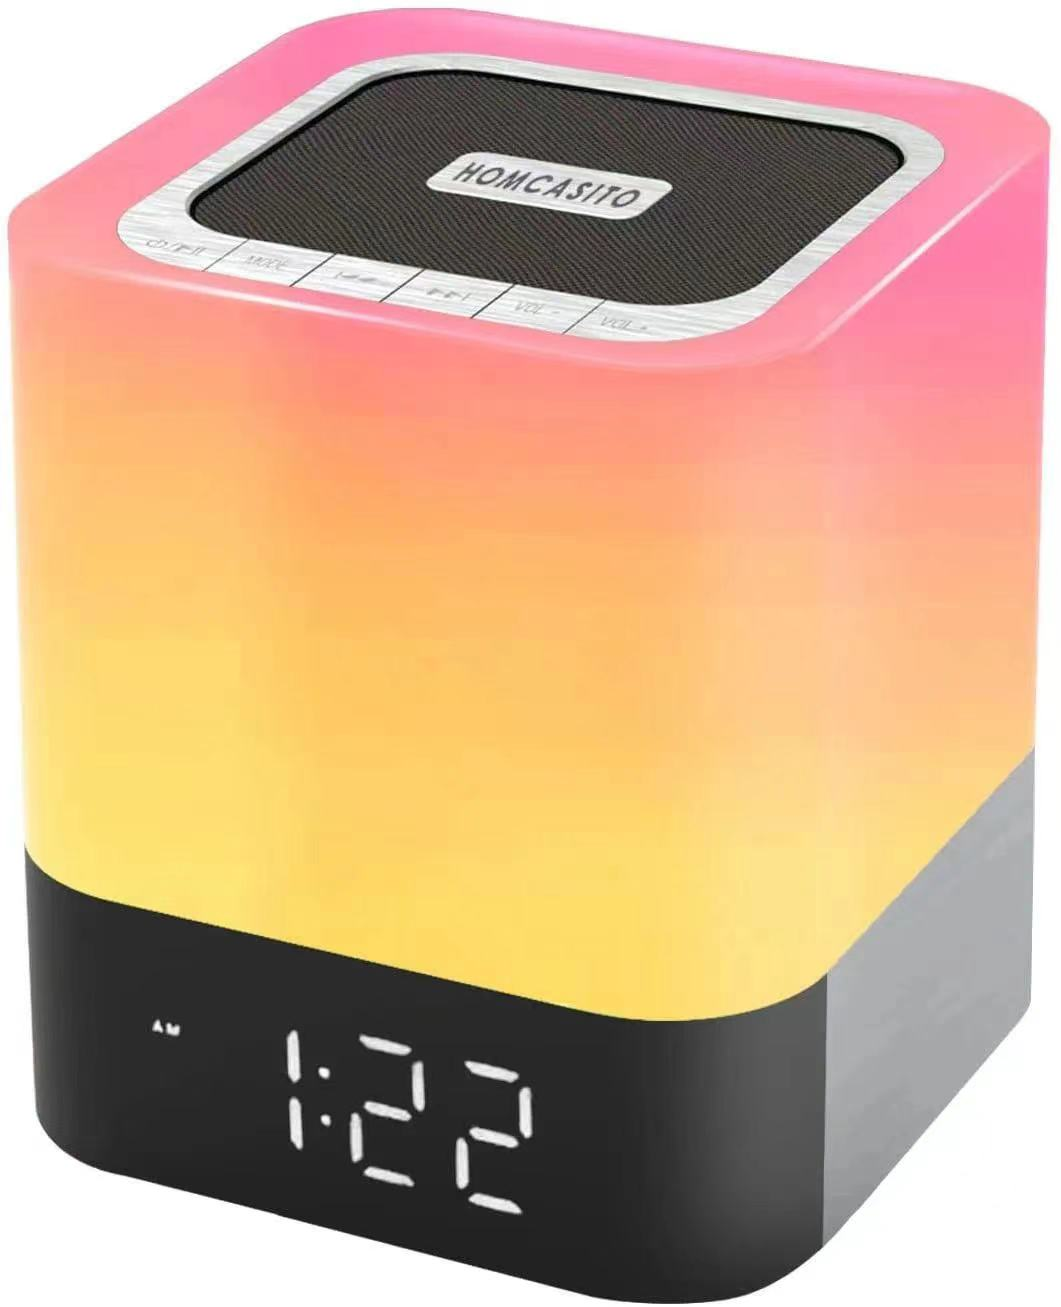 HOMCASITO
MODE
VOL -
VOL +
AM
1:22